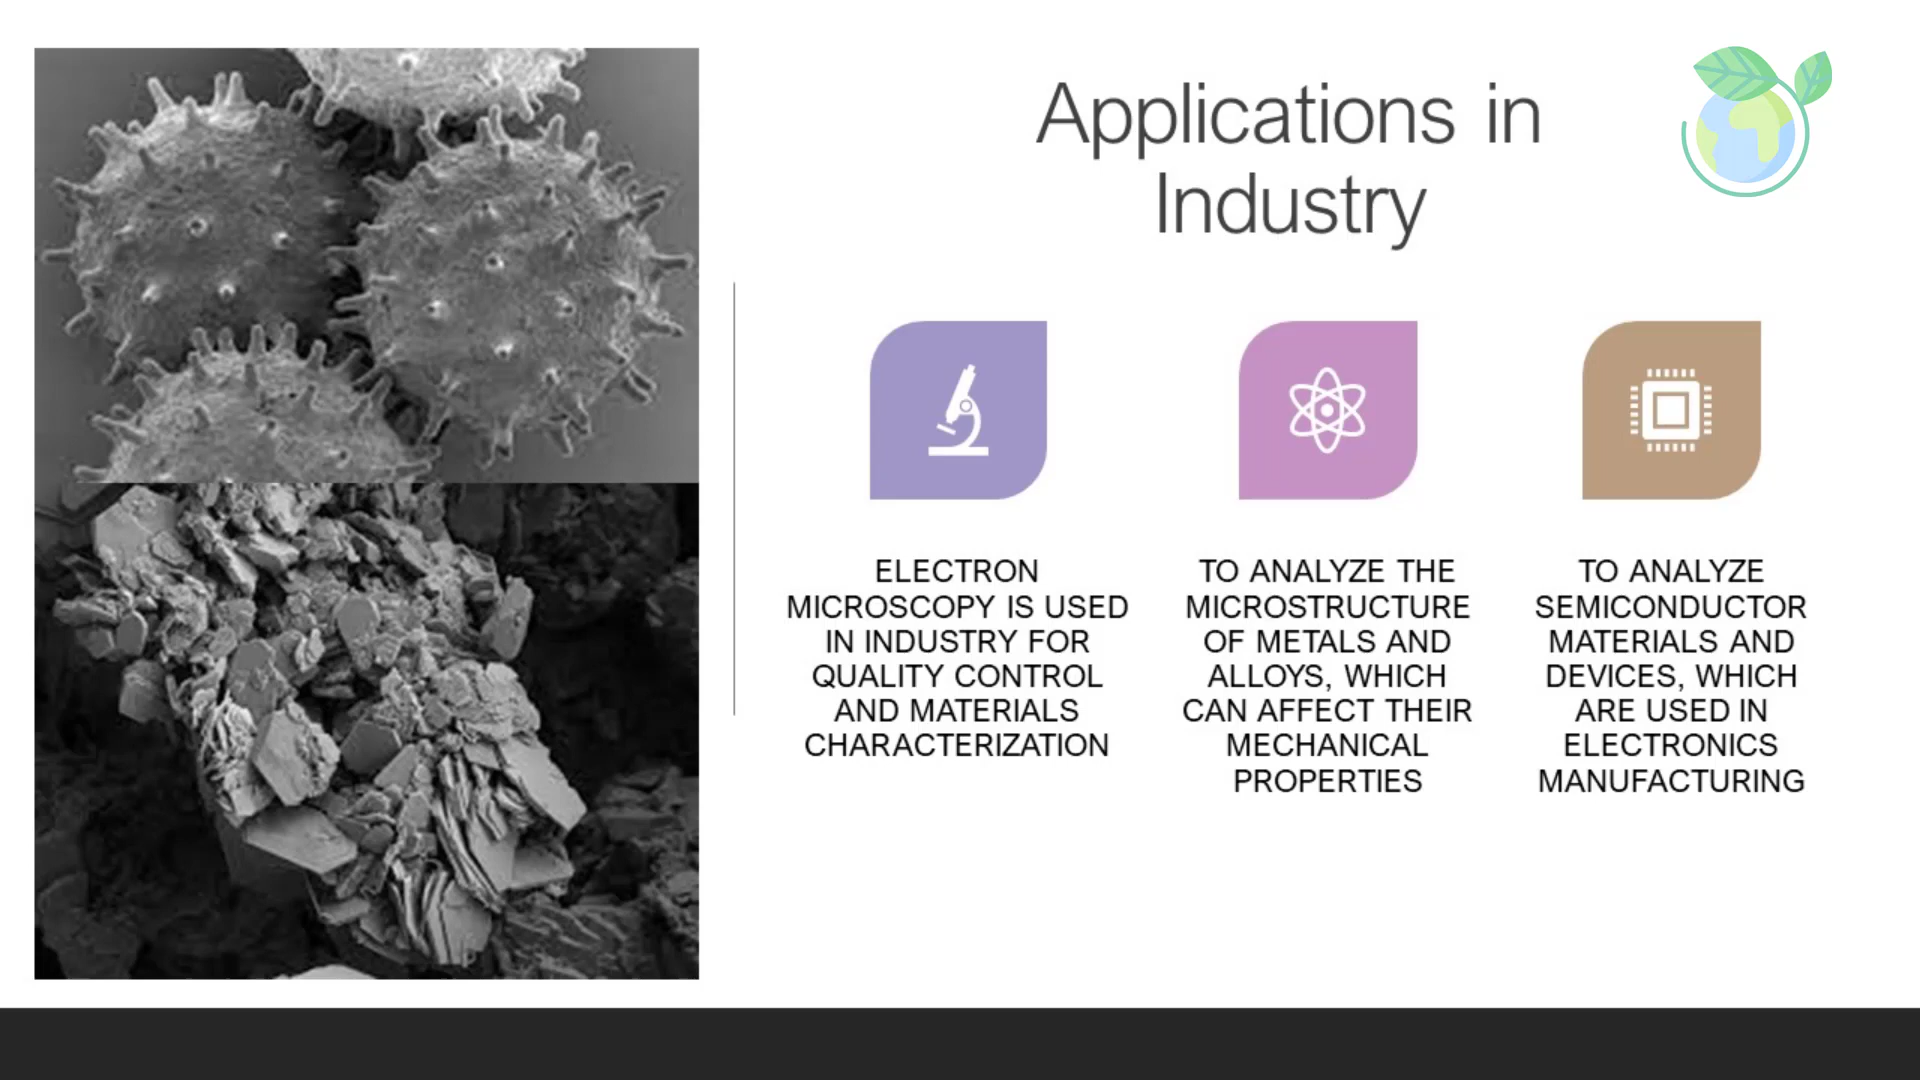 Applications in
Industry
ELECTRON
MICROSCOPY IS USED
IN INDUSTRY FOR
QUALITY CONTROL
AND MATERIALS
CHARACTERIZATION
TO ANALYZE THE
MICROSTRUCTURE
OF METALS AND
ALLOYS, WHICH
CAN AFFECT THEIR
MECHANICAL
PROPERTIES
TO ANALYZE
SEMICONDUCTOR
MATERIALS AND
DEVICES, WHICH
ARE USED IN
ELECTRONICS
MANUFACTURING